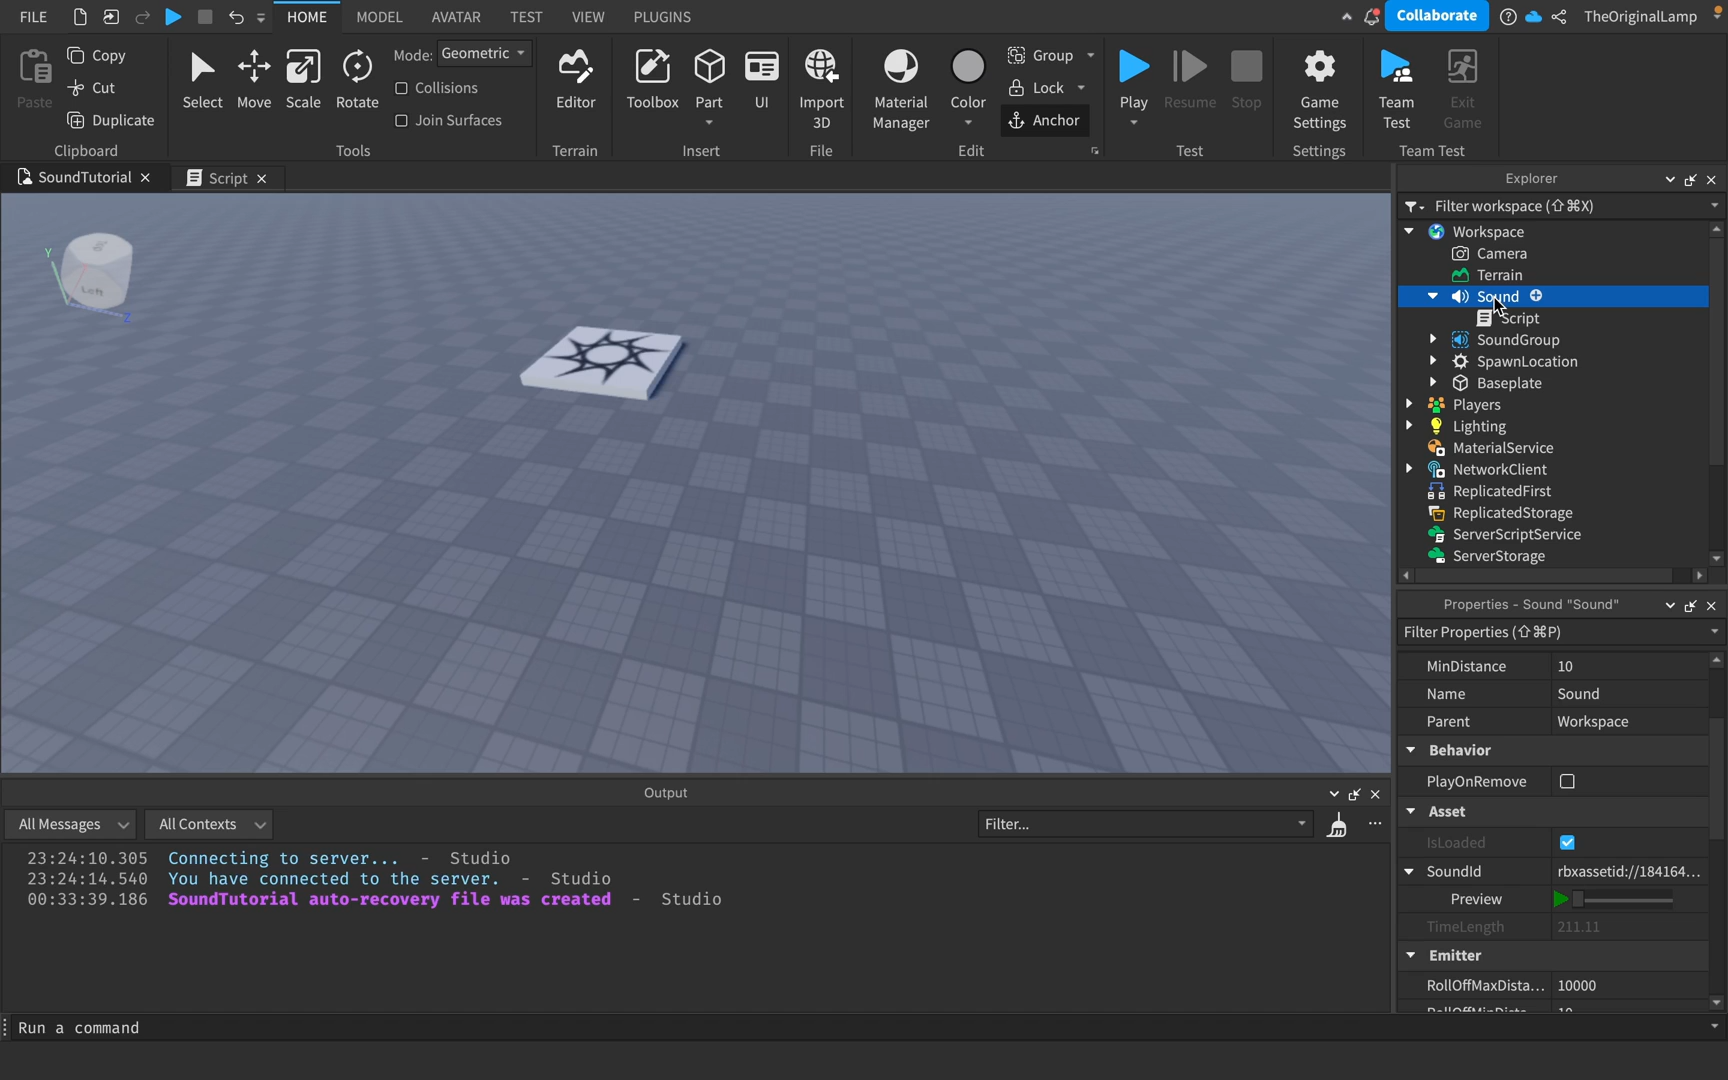 FILE HOME MODEL AVATAR TEST VIEW PLUGINS Collaborate TheOriginalLamp
Paste Copy Cut Duplicate Clipboard
Select Move Scale Rotate Mode: Geometric Collisions Join Surfaces Tools
Editor Terrain
Toolbox Part UI Insert
Import 3D File
Material Manager Color Group Lock Anchor Edit
Play Resume Stop Test
Game Settings Settings
Team Test Exit Game Team Test
SoundTutorial Script
Y
Z
Left
Explorer
Filter workspace (⇧⌘X)
Workspace
Camera
Terrain
Sound
Script
SoundGroup
SpawnLocation
Baseplate
Players
Lighting
MaterialService
NetworkClient
ReplicatedFirst
ReplicatedStorage
ServerScriptService
ServerStorage
Properties - Sound "Sound"
Filter Properties (⇧⌘P)
MinDistance 10
Name Sound
Parent Workspace
Behavior
PlayOnRemove
Asset
IsLoaded
SoundId rbxassetid://184164...
Preview
TimeLength 211.11
Emitter
RollOffMaxDista... 10000
Output
All Messages All Contexts Filter...
23:24:10.305 Connecting to server... - Studio
23:24:14.540 You have connected to the server. - Studio
00:33:39.186 SoundTutorial auto-recovery file was created - Studio
Run a command